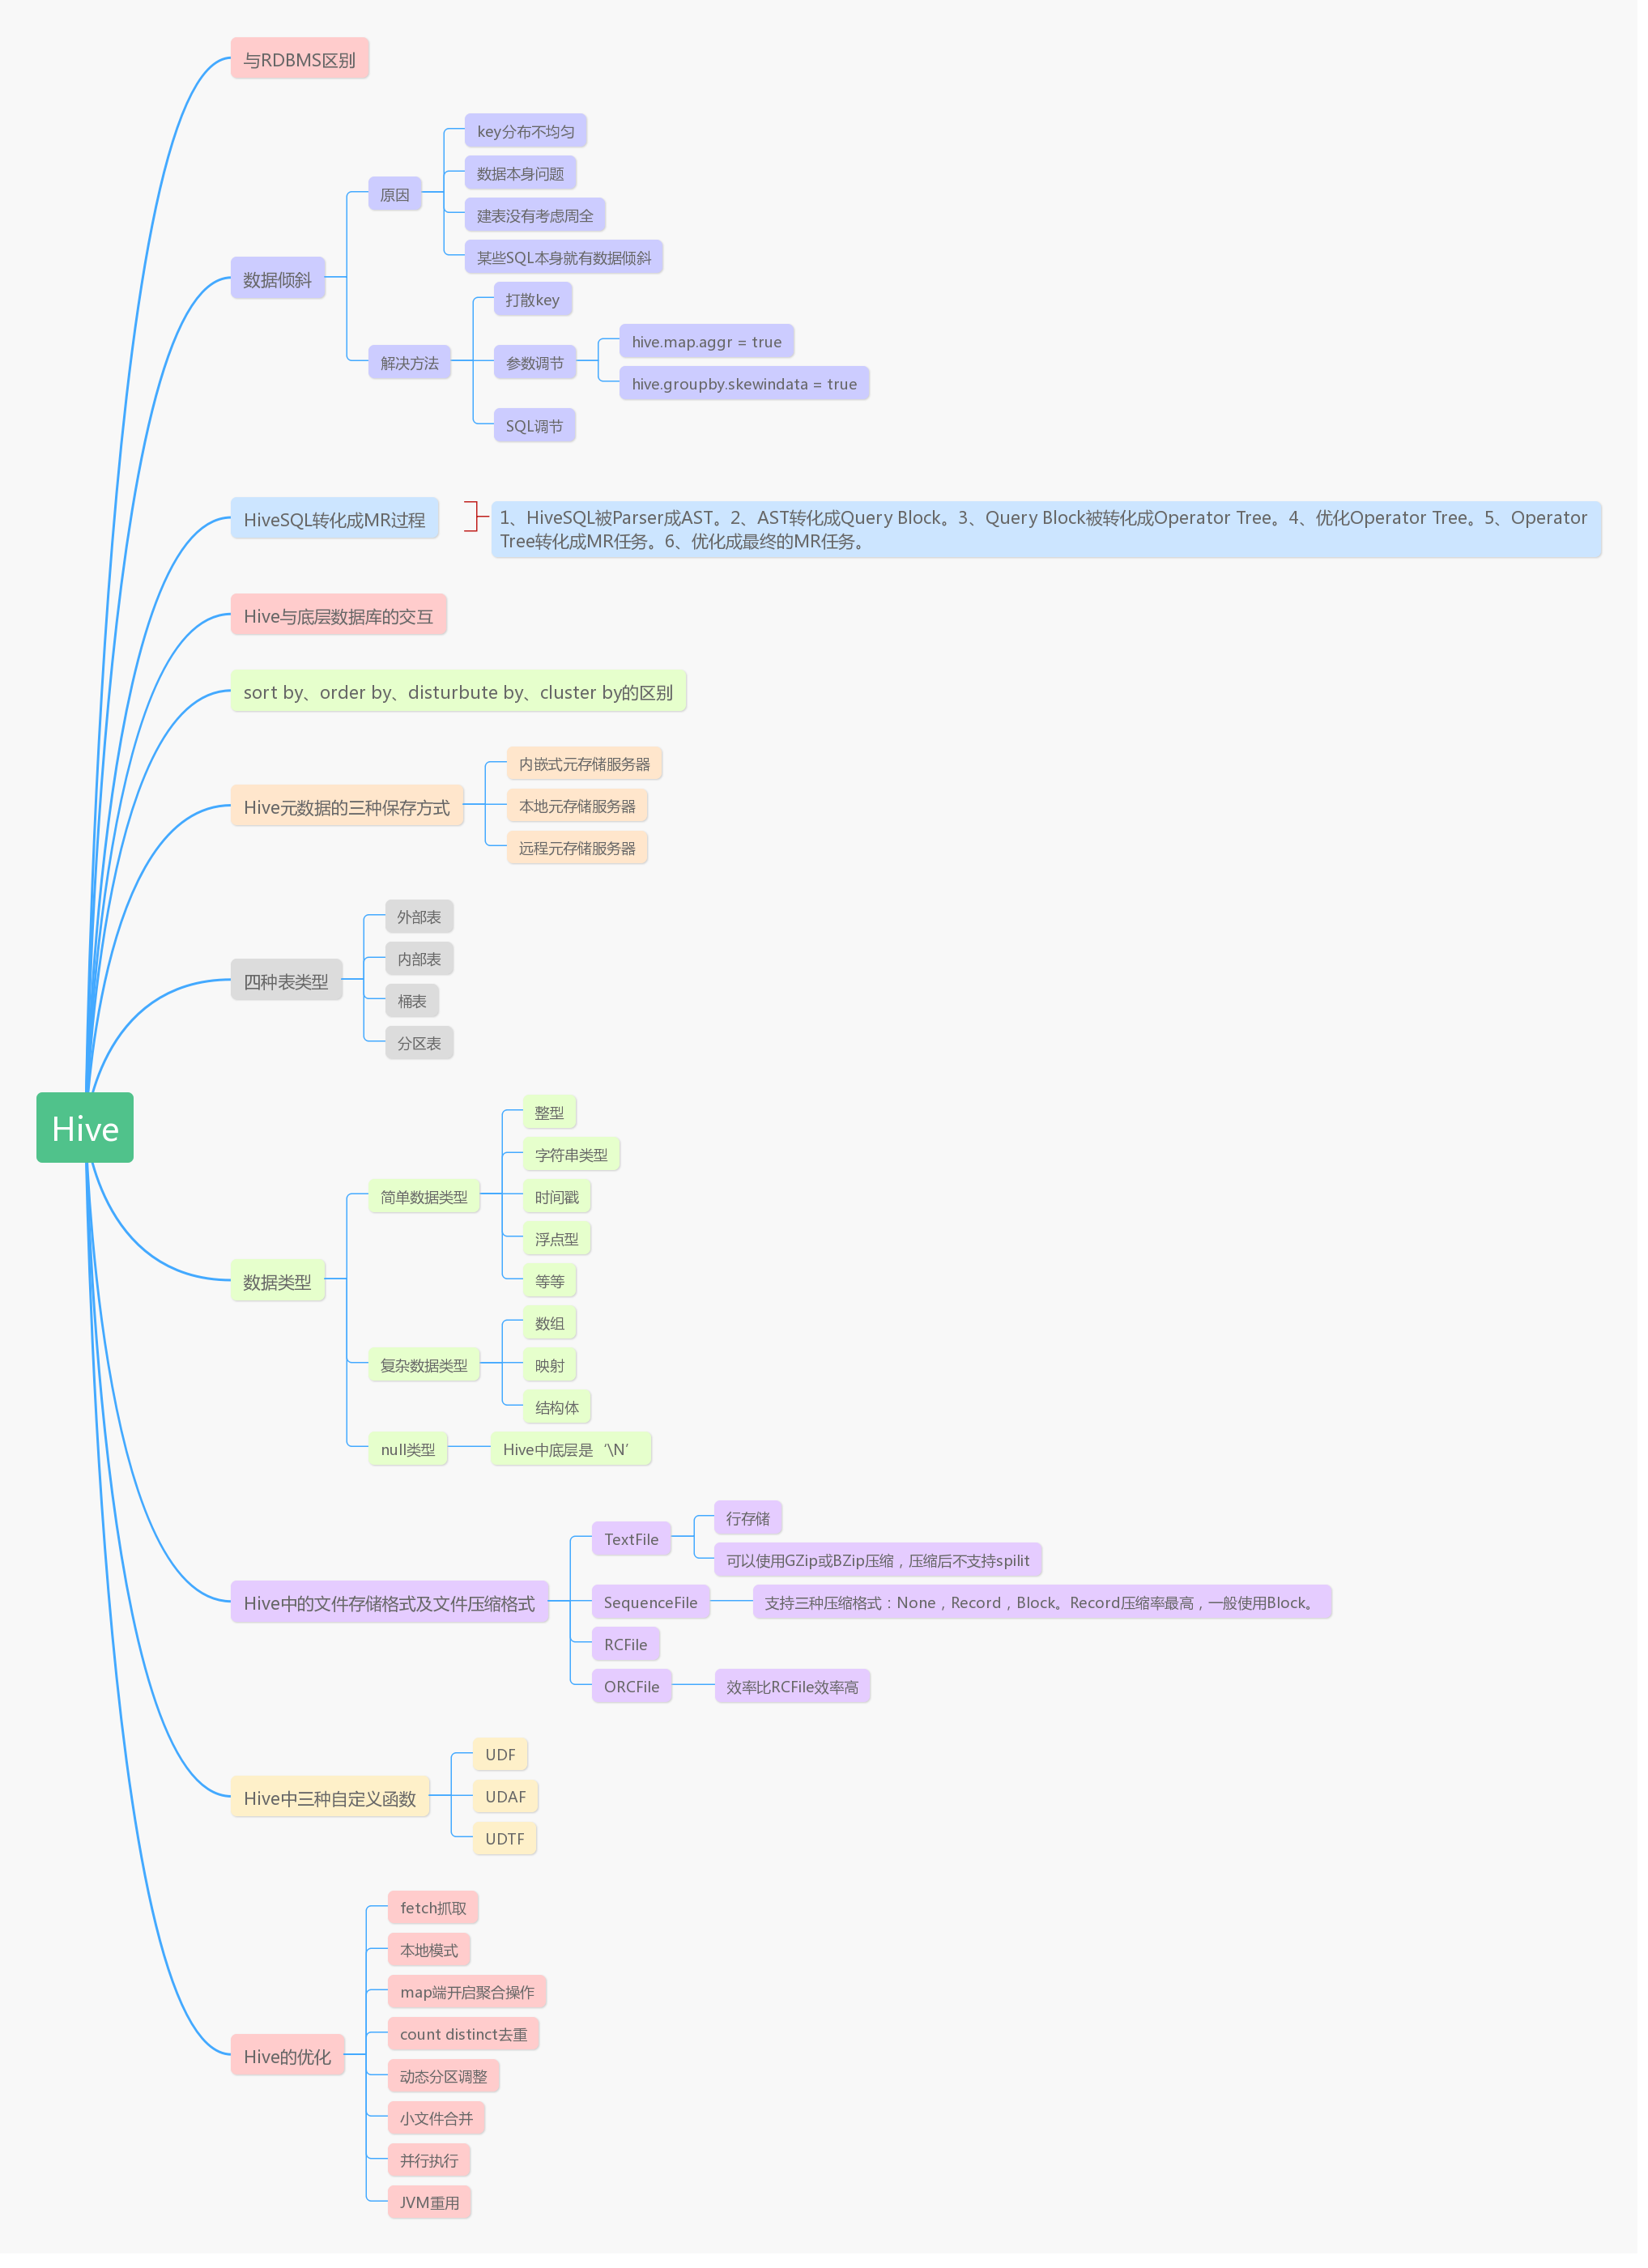 与RDBMS区别
key分布不均匀
数据本身问题
原因
建表没有考虑周全
某些SQL本身就有数据倾斜
数据倾斜
打散key
hive.map.aggr = true
解决方法
参数调节
hive.groupby.skewindata = true
SQL调节
HiveSQL转化成MR过程
1、HiveSQL被Parser成AST。2、AST转化成Query Block。3、Query Block被转化成Operator Tree。4、优化Operator Tree。5、Operator
Tree转化成MR任务。6、优化成最终的MR任务。
Hive与底层数据库的交互
sort by、order by、disturbute by、cluster by的区别
内嵌式元存储服务器
Hive元数据的三种保存方式
本地元存储服务器
远程元存储服务器
外部表
内部表
四种表类型
桶表
分区表
Hive
整型
字符串类型
简单数据类型
时间戳
浮点型
等等
数据类型
数组
复杂数据类型
映射
结构体
null类型
Hive中底层是‘\N’
行存储
TextFile
可以使用GZip或BZip压缩，压缩后不支持spilit
Hive中的文件存储格式及文件压缩格式
SequenceFile
支持三种压缩格式：None，Record，Block。Record压缩率最高，一般使用Block。
RCFile
ORCFile
效率比RCFile效率高
UDF
Hive中三种自定义函数
UDAF
UDTF
fetch抓取
本地模式
map端开启聚合操作
count distinct去重
Hive的优化
动态分区调整
小文件合并
并行执行
JVM重用